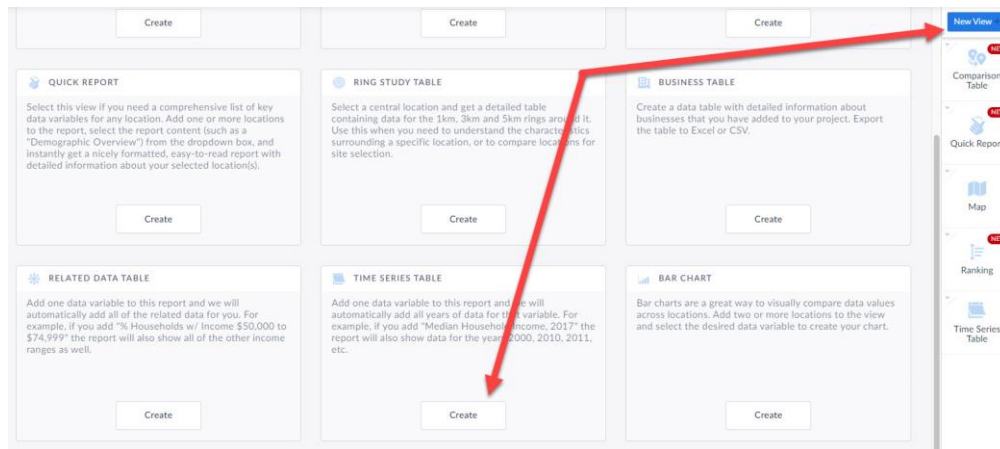 Create
Create
Create
New View
QUICK REPORT
Select this view if you need a comprehensive list of key
data variables for any location. Add one or more locations
to the report, select the report content (such as a
"Demographic Overview") from the dropdown box, and
instantly get a nicely formatted, easy-to-read report with
detailed information about your selected location(s).
Create
RING STUDY TABLE
Select a central location and get a detailed table
containing data for the 1km, 3km and 5km rings around it.
Use this when you need to understand the characteristics
surrounding a specific location, or to compare locations for
site selection.
Create
BUSINESS TABLE
Create a data table with detailed information about
businesses that you have added to your project. Export
the table to Excel or CSV.
Create
RELATED DATA TABLE
Add one data variable to this report and we will
automatically add all of the related data for you. For
example, if you add "% Households w/ Income $50,000 to
$74,999" the report will also show all of the other income
ranges as well.
Create
TIME SERIES TABLE
Add one data variable to this report and we will
automatically add all years of data for that variable. For
example, if you add "Median Household Income, 2017" the
report will also show data for the years 2000, 2010, 2011,
etc.
Create
BAR CHART
Bar charts are a great way to visually compare data values
across locations. Add two or more locations to the view
and select the desired data variable to create your chart.
Create
NE
Comparison
Table
NE
Quick Repor
Map
NE
Ranking
Time Series
Table